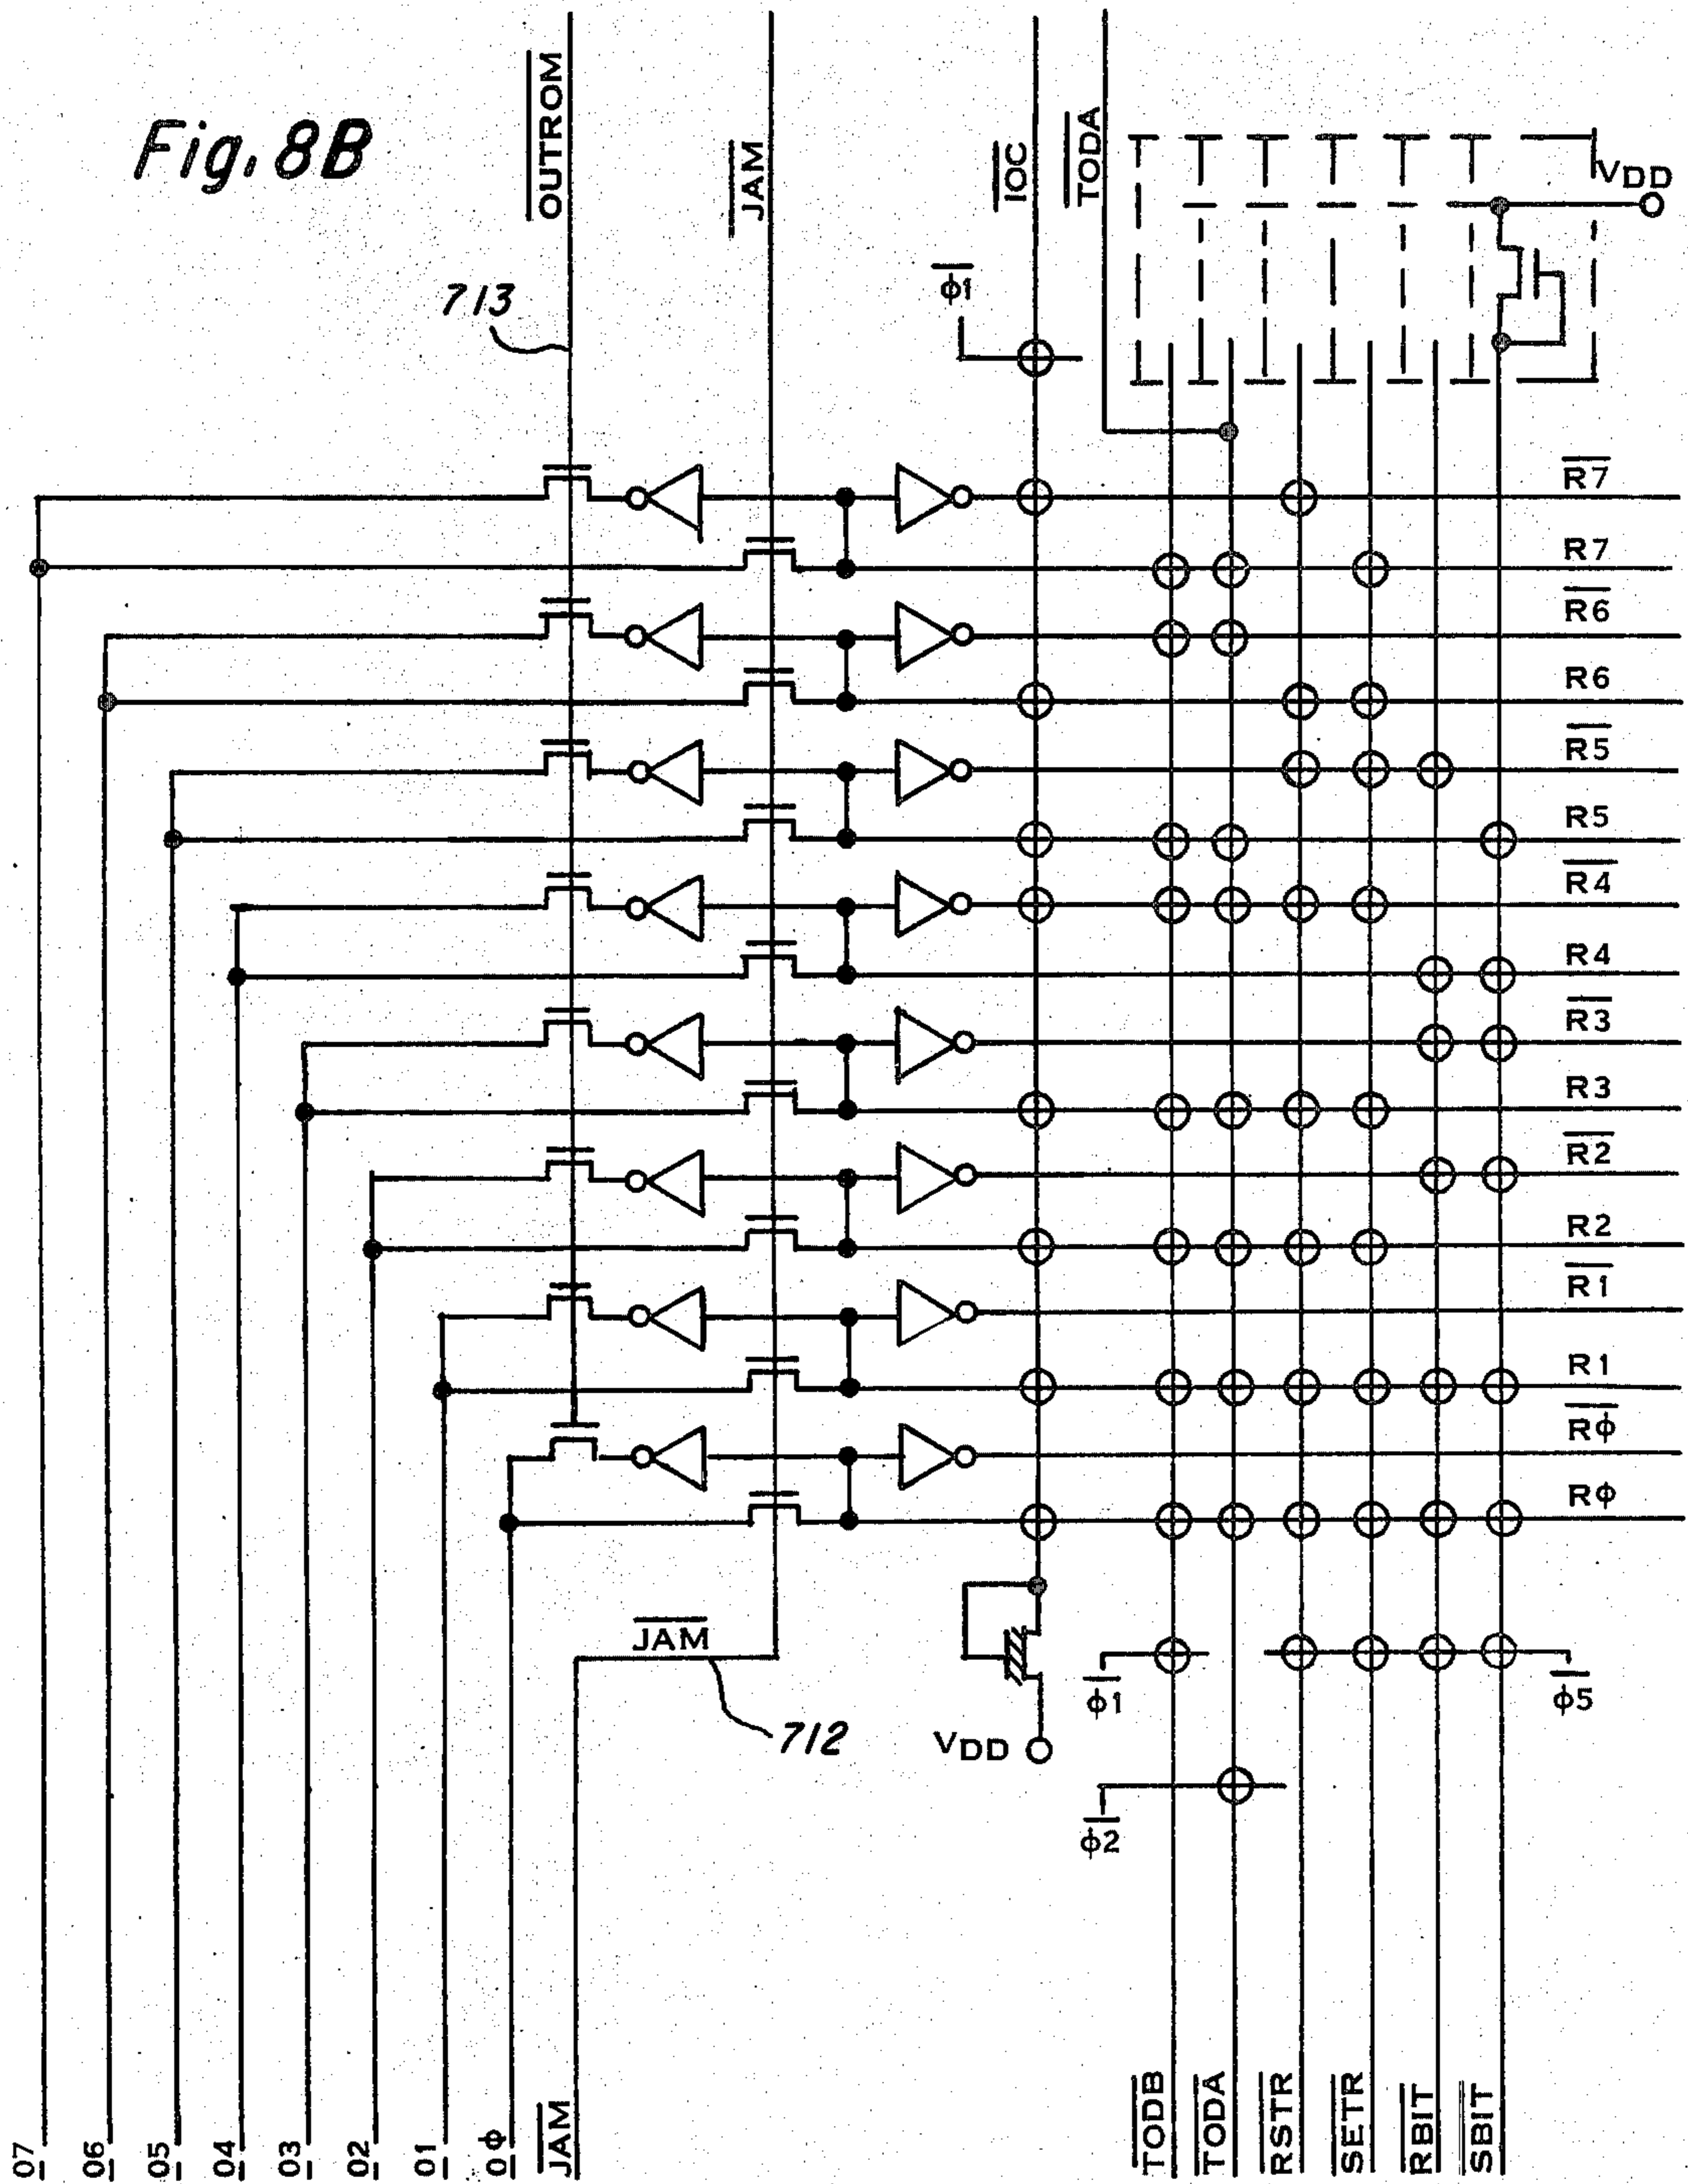 Fig. 8B
OUTROM
JAM
IOC
TODA
VDD
713
φ1
R7
R7
R6
R6
R5
R5
R4
R4
R3
R3
R2
R2
R1
R1
Rφ
Rφ
JAM
712
VDD
φ1
φ5
φ2
07
06
05
04
03
02
01
0φ
JAM
TODB
TODA
RSTR
SETR
RBIT
SBIT